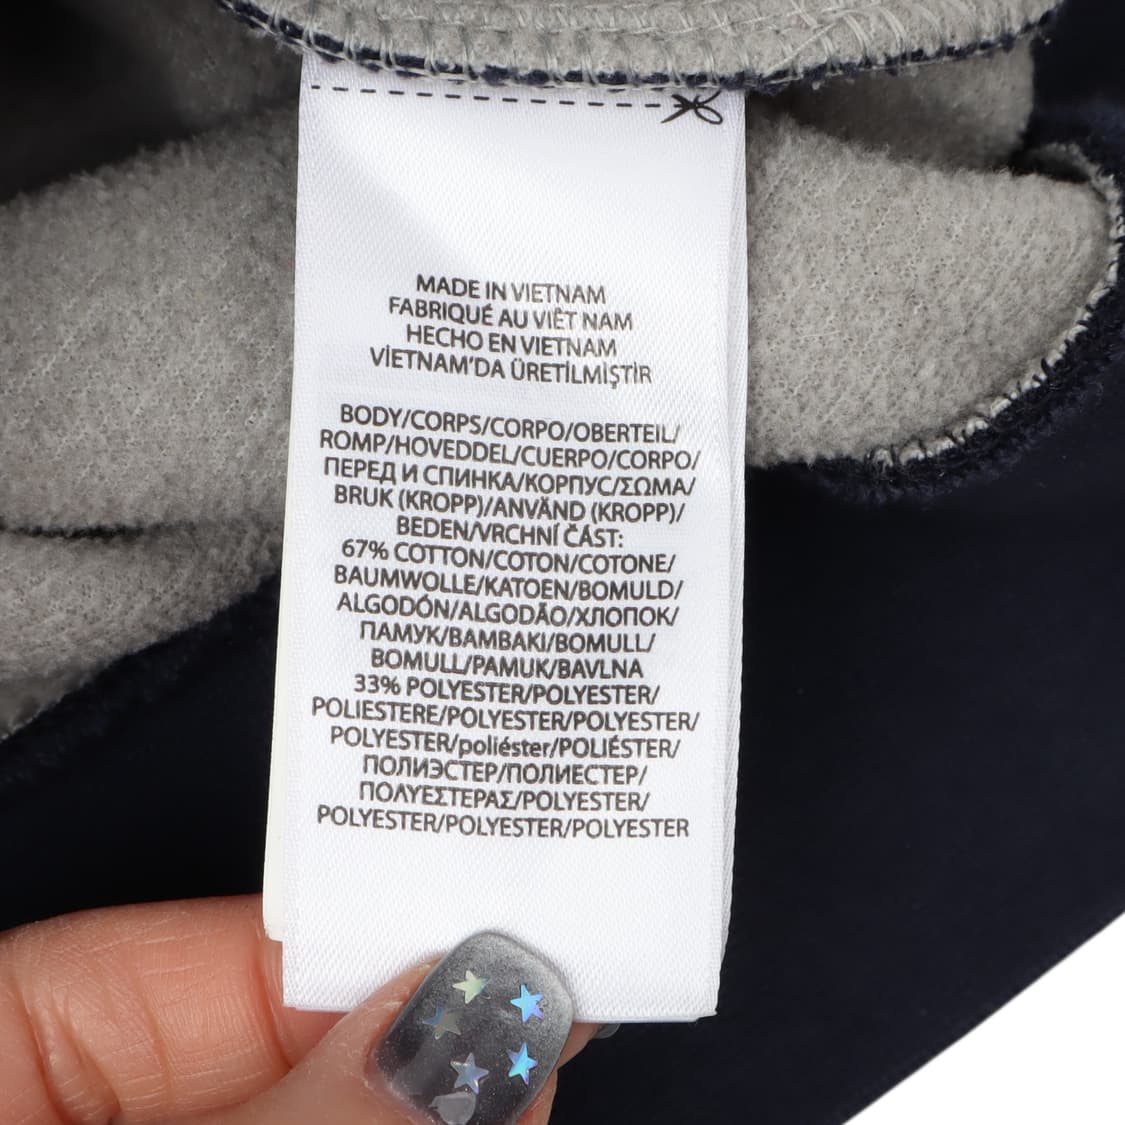 MADE IN VIETNAM
FABRIQUÉ AU VIÊT NAM
HECHO EN VIETNAM
VİETNAM'DA ÜRETİLMİŞTİR
BODY/CORPS/CORPO/OBERTEIL/
ROMP/HOVEDDEL/CUERPO/CORPO/
ПЕРЕД И СПИНКА/КОРПУС/ΣΩΜΑ/
BRUK (KROPP)/ANVÄND (KROPP)/
BEDEN/VRCHNÍ ČÁST:
67% COTTON/COTON/COTONE/
BAUMWOLLE/KATOEN/BOMULD/
ALGODÓN/ALGODÃO/ХЛОПОК/
ПАМУК/ΒΑΜΒΑΚΙ/BOMULL/
BOMULL/PAMUK/BAVLNA
33% POLYESTER/POLYESTER/
POLIESTERE/POLYESTER/POLYESTER/
POLYESTER/poliéster/POLIÉSTER/
ПОЛИЭСТЕР/ПОЛИЕСТЕР/
ΠΟΛΥΕΣΤΕΡΑΣ/POLYESTER/
POLYESTER/POLYESTER/POLYESTER